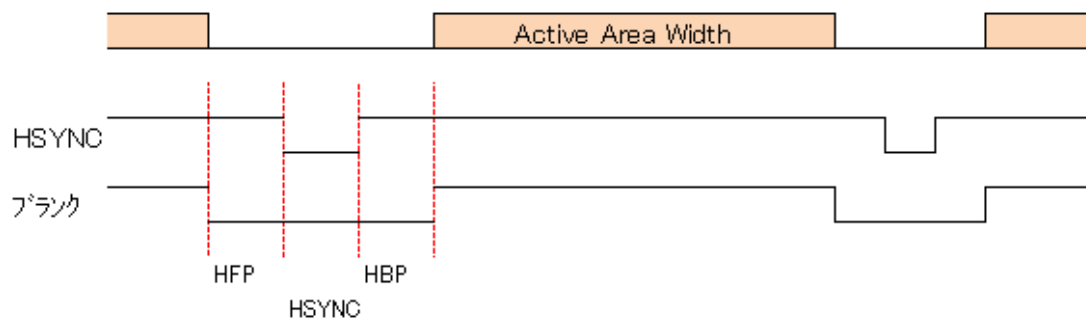 Active Area Width
HSYNC
ﾌﾞﾗﾝｸ
HFP
HBP
HSYNC